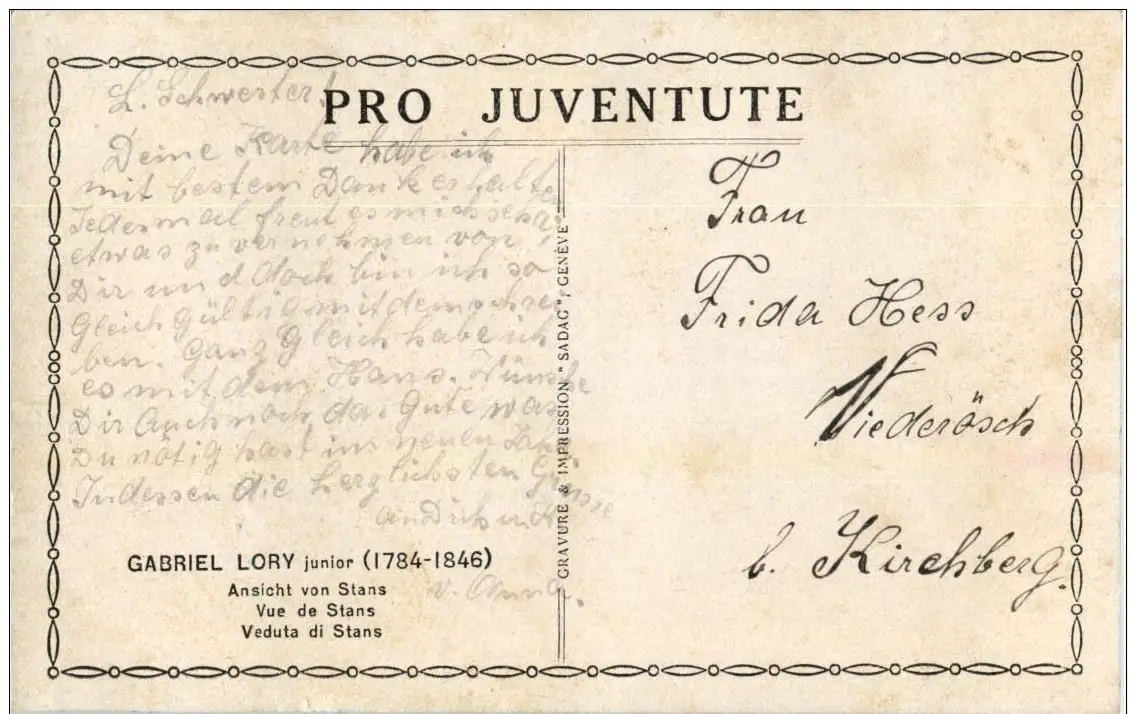 PRO JUVENTUTE
L. Schwester!
Deine Karte habe ich
mit bestem Dank erhalten
Jedesmal freut es mich sehr
etwas zu vernehmen von
Dir und doch bin ich so
Gleich Gültig mit dem schrei
ben. Ganz Gleich habe ich
es mit dem Hans. Wünsche
Dir Auch noch das Gute was
Du nötig hast im neuen Jahr
Indessen die herzlichsten Grüsse
an Dich u.
v. Anna.
GABRIEL LORY junior (1784-1846)
Ansicht von Stans
Vue de Stans
Veduta di Stans
GRAVURE & IMPRESSION "SADAG", GENÈVE
Frau
Frida Hess
Niederösch
b. Kirchberg.